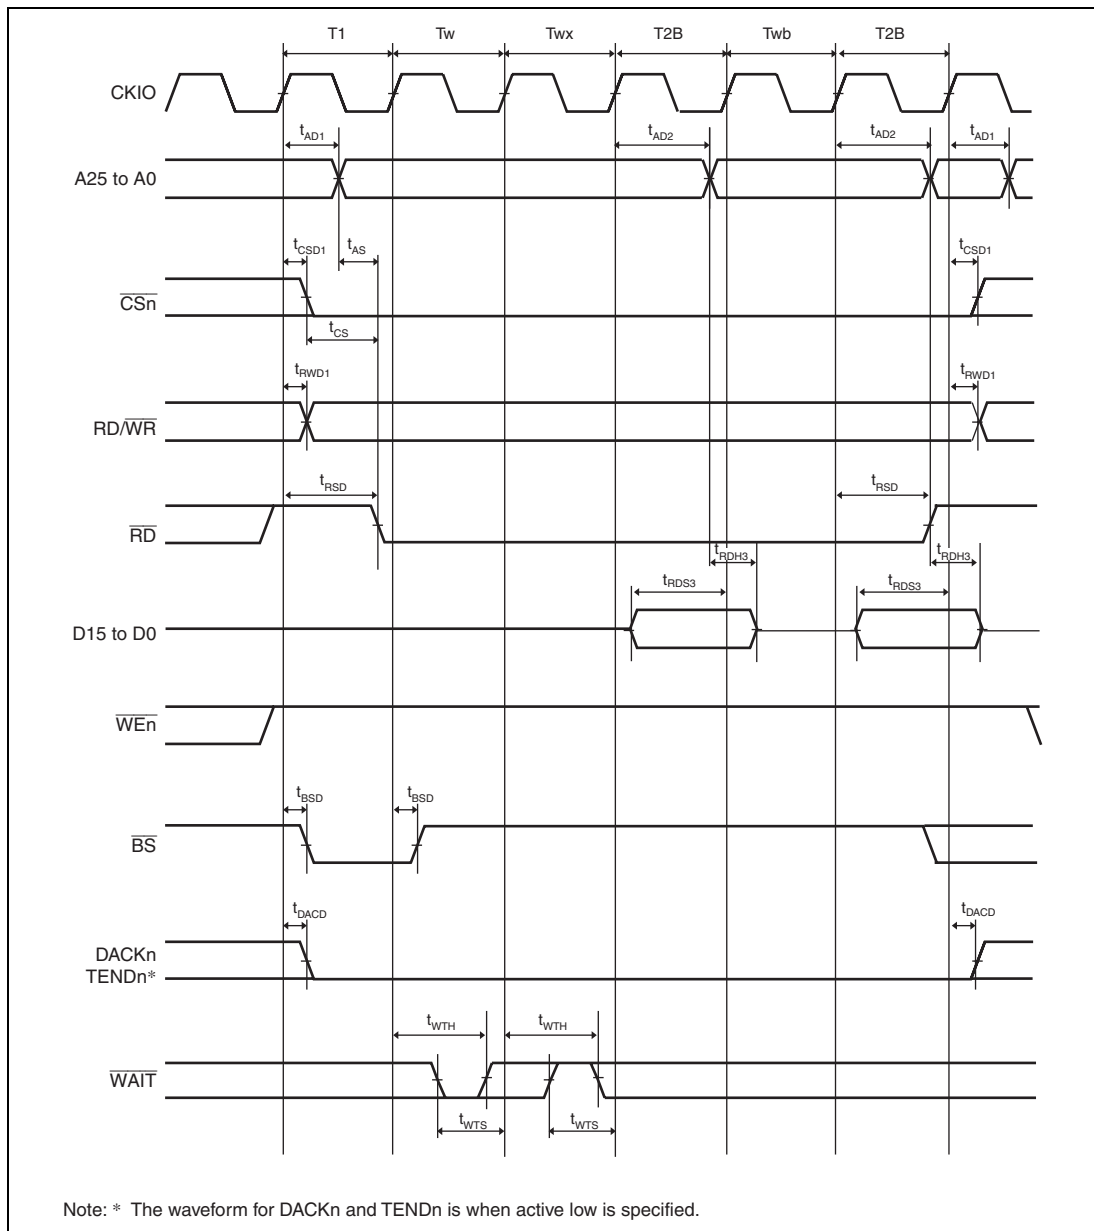 T1 Tw Twx T2B Twb T2B
CKIO
tAD1 tAD2 tAD2 tAD1
A25 to A0
tCSD1 tAS tCSD1
CSn
tCS
tRWD1 tRWD1
RD/WR
tRSD tRSD
RD
tRDH3 tRDH3
tRDS3 tRDS3
D15 to D0
WEn
tBSD tBSD
BS
tDACD tDACD
DACKn
TENDn*
tWTH tWTH
WAIT
tWTS tWTS
Note: * The waveform for DACKn and TENDn is when active low is specified.